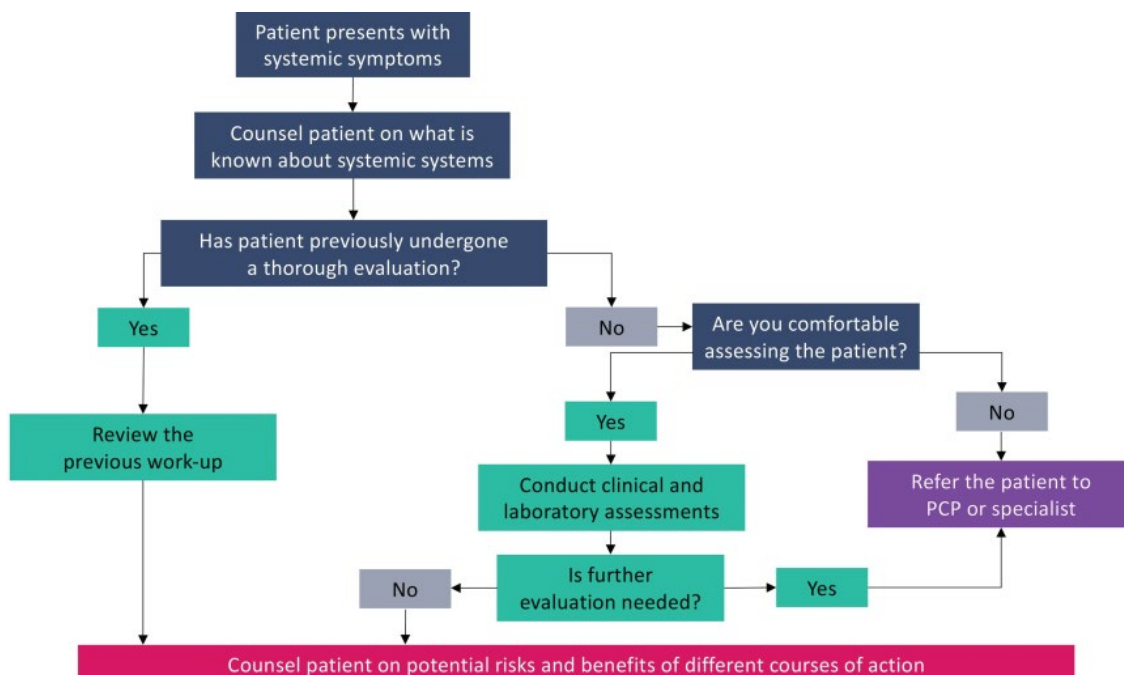 Patient presents with
systemic symptoms
Counsel patient on what is
known about systemic systems
Has patient previously undergone
a thorough evaluation?
Yes
No
Are you comfortable
assessing the patient?
Yes
No
Review the
previous work-up
Conduct clinical and
laboratory assessments
Refer the patient to
PCP or specialist
No
Is further
evaluation needed?
Yes
Counsel patient on potential risks and benefits of different courses of action